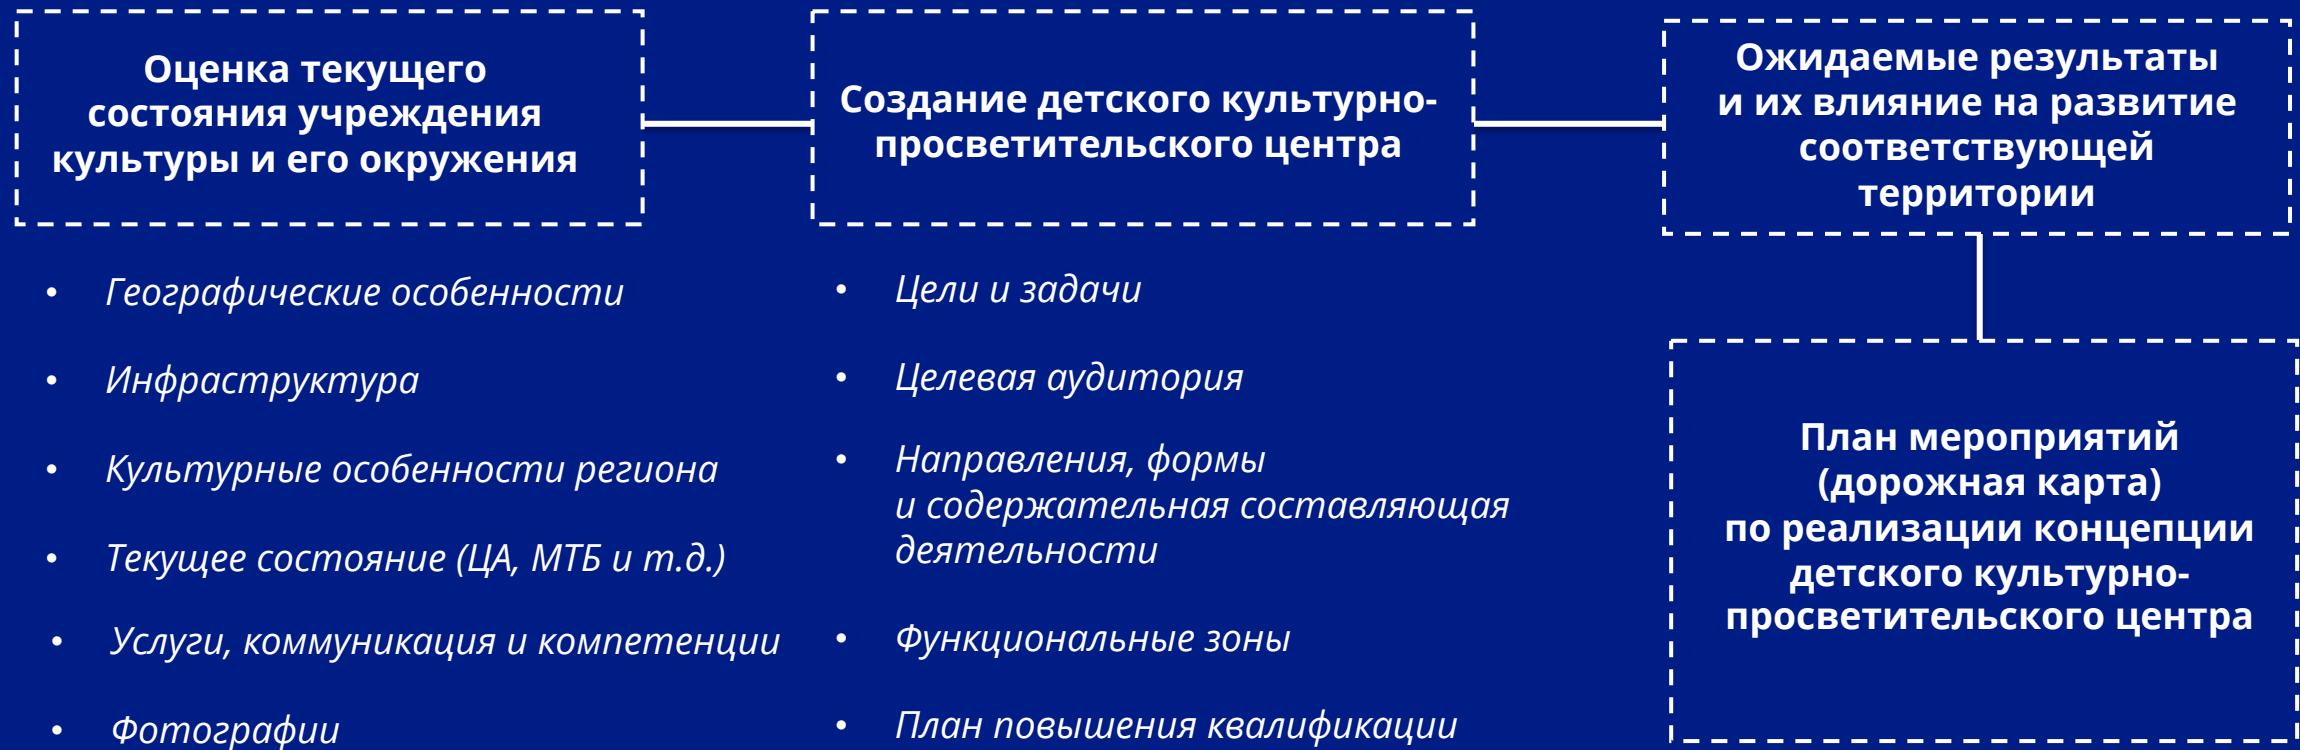 Оценка текущего
состояния учреждения
культуры и его окружения
• Географические особенности
• Инфраструктура
• Культурные особенности региона
• Текущее состояние (ЦА, МТБ и т.д.)
• Услуги, коммуникация и компетенции
• Фотографии
Создание детского культурно-
просветительского центра
• Цели и задачи
• Целевая аудитория
• Направления, формы
и содержательная составляющая
деятельности
• Функциональные зоны
• План повышения квалификации
Ожидаемые результаты
и их влияние на развитие
соответствующей
территории
План мероприятий
(дорожная карта)
по реализации концепции
детского культурно-
просветительского центра